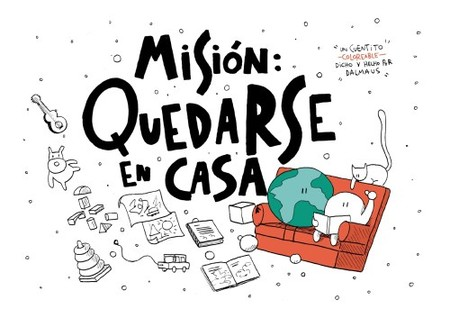 MISIÓN:
QUEDARSE
EN CASA
"UN CUENTITO
-COLOREABLE-
DICHO Y HECHO POR
DALMAUS"